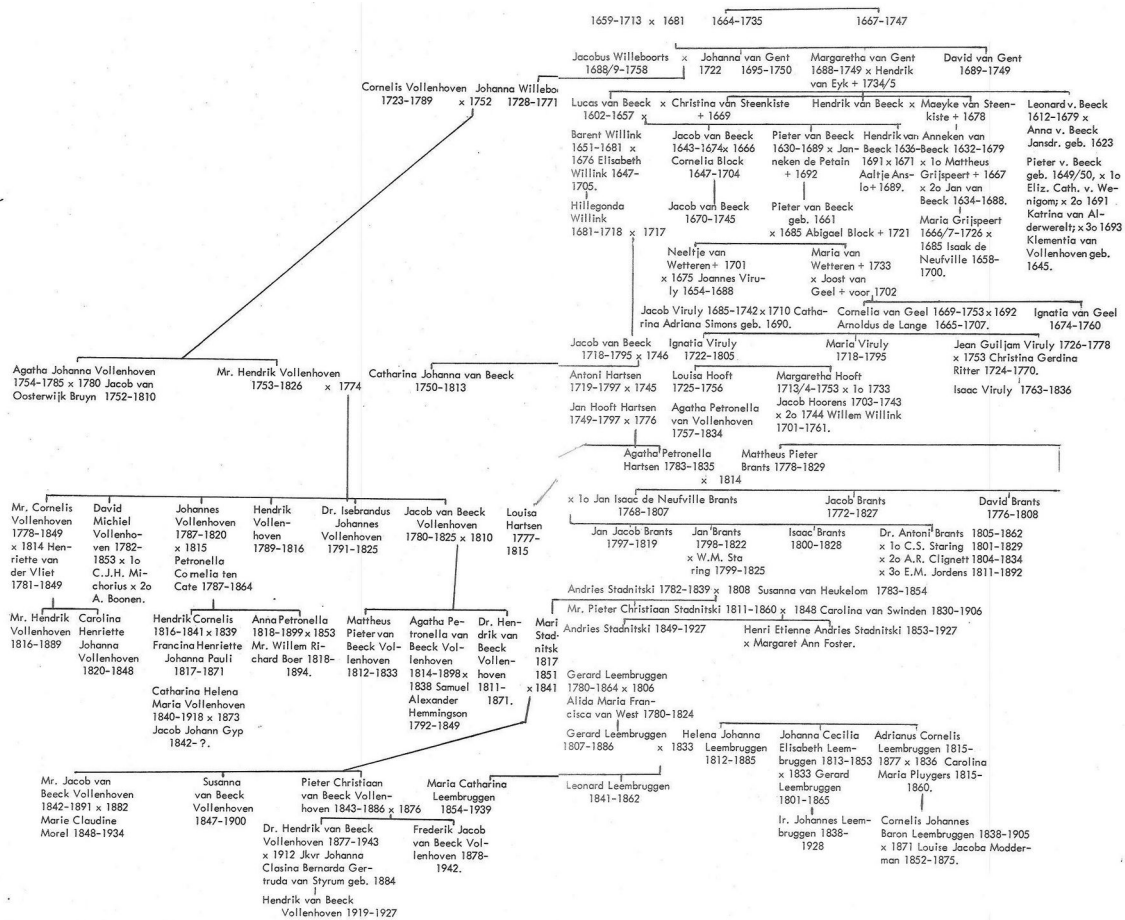 1659-1713 x 1681
1664-1735
1667-1747
Jacobus Willeboorts x
1688/9-1758
Johanna van Gent
1722 1695-1750
Margaretha van Gent
1688-1749 x Hendrik
van Eyk + 1734/5
David van Gent
1689-1749
Cornelis Vollenhoven
1723-1789 x 1752
Johanna Willebo
1728-1771
Lucas van Beeck x Christina van Steenkiste
1602-1657 x + 1669
Hendrik van Beeck x Maeyke van Steen-
kiste + 1678
Leonard v. Beeck
1612-1679 x
Anna v. Beeck
Jansdr. geb. 1623
Pieter v. Beeck
geb. 1649/50, x 1o
Eliz. Cath. v. We-
nigom; x 2o 1691
Katrina van Al-
derwerelt; x 3o 1693
Klementia van
Vollenhoven geb.
1645.
Barent Willink
1651-1681 x
1676 Elisabeth
Willink 1647-
1705.
Jacob van Beeck
1643-1674x 1666
Cornelia Block
1647-1704
Pieter van Beeck
1630-1689 x Jan-
neken de Petain
+ 1692
Hendrik van
Beeck 1636-
1691 x 1671
Aaltje Ans-
lo+ 1689.
Anneken van
Beeck 1632-1679
x 1o Mattheus
Grijspeert + 1667
x 2o Jan van
Beeck 1634-1688.
Hillegonda
Willink
1681-1718 x 1717
Jacob van Beeck
1670-1745
Pieter van Beeck
geb. 1661
x 1685 Abigael Block + 1721
Maria Grijspeert
1666/7-1726 x
1685 Isaak de
Neufville 1658-
1700.
Neeltje van
Wetteren + 1701
x 1675 Joannes Viru-
ly 1654-1688
Maria van
Wetteren + 1733
x Joost van
Geel + voor 1702
Jacob Viruly 1685-1742 x 1710 Catha-
rina Adriana Simons geb. 1690.
Cornelia van Geel 1669-1753 x 1692
Arnoldus de Lange 1665-1707.
Ignatia van Geel
1674-1760
Jacob van Beeck
1718-1795 x 1746
Ignatia Viruly
1722-1805
Maria Viruly
1718-1795
Jean Guiljam Viruly 1726-1778
x 1753 Christina Gerdina
Ritter 1724-1770.
Isaac Viruly 1763-1836
Agatha Johanna Vollenhoven
1754-1785 x 1780 Jacob van
Oosterwijk Bruyn 1752-1810
Mr. Hendrik Vollenhoven
1753-1826 x 1774
Catharina Johanna van Beeck
1750-1813
Antoni Hartsen
1719-1797 x 1745
Louisa Hooft
1725-1756
Margaretha Hooft
1713/4-1753 x 1o 1733
Jacob Hoorens 1703-1743
x 2o 1744 Willem Willink
1701-1761.
Jan Hooft Hartsen
1749-1797 x 1776
Agatha Petronella
van Vollenhoven
1757-1834
Agatha Petronella
Hartsen 1783-1835
x 1814
Mattheus Pieter
Brants 1778-1829
Mr. Cornelis
Vollenhoven
1778-1849
x 1814 Hen-
riette van
der Vliet
1781-1849
David
Michiel
Vollenho-
ven 1782-
1853 x 1o
C.J.H. Mi-
chorius x 2o
A. Boonen.
Johannes
Vollenhoven
1787-1820
x 1815
Petronella
Cornelia ten
Cate 1787-1864
Hendrik
Vollen-
hoven
1789-1816
Dr. Isebrandus
Johannes
Vollenhoven
1791-1825
Jacob van Beeck
Vollenhoven
1780-1825 x 1810
Louisa
Hartsen
1777-
1815
x 1o Jan Isaac de Neufville Brants
1768-1807
Jacob Brants
1772-1827
David Brants
1776-1808
Jan Jacob Brants
1797-1819
Jan Brants
1798-1822
x W.M. Sta
ring 1799-1825
Isaac Brants
1800-1828
Dr. Antoni Brants 1805-1862
x 1o C.S. Staring 1801-1829
x 2o A.R. Clignett 1804-1834
x 3o E.M. Jordens 1811-1892
Andries Stadnitski 1782-1839 x 1808 Susanna van Heukelom 1783-1854
Mr. Pieter Christiaan Stadnitski 1811-1860 x 1848 Carolina van Swinden 1830-1906
Andries Stadnitski 1849-1927
Henri Etienne Andries Stadnitski 1853-1927
x Margaret Ann Foster.
Mr. Hendrik
Vollenhoven
1816-1889
Carolina
Henriette
Johanna
Vollenhoven
1820-1848
Hendrik Cornelis
1816-1841 x 1839
Francina Henriette
Johanna Pauli
1817-1871
Catharina Helena
Maria Vollenhoven
1840-1918 x 1873
Jacob Johann Gyp
1842-?.
Anna Petronella
1818-1899 x 1853
Mr. Willem Ri-
chard Boer 1818-
1894.
Mattheus
Pieter van
Beeck Vol-
lenhoven
1812-1833
Agatha Pe-
tronella van
Beeck Vol-
lenhoven
1814-1898x
1838 Samuel
Alexander
Hemmingson
1792-1849
Dr. Hen-
drik van
Beeck
Vollen-
hoven
1811-
1871.
Mari
Stad-
nitsk
1817
1851
x 1841
Gerard Leembruggen
1780-1864 x 1806
Alida Maria Fran-
cisca van West 1780-1824
Gerard Leembruggen
1807-1886 x 1833
Helena Johanna
Leembruggen
1812-1885
Johanna Cecilia
Elisabeth Leem-
bruggen 1813-1853
x 1833 Gerard
Leembruggen
1801-1865
Ir. Johannes Leem-
bruggen 1838-
1928
Adrianus Cornelis
Leembruggen 1815-
1877 x 1836 Carolina
Maria Pluygers 1815-
1860.
Cornelis Johannes
Baron Leembruggen 1838-1905
x 1871 Louise Jacoba Modder-
man 1852-1875.
Mr. Jacob van
Beeck Vollenhoven
1842-1891 x 1882
Marie Claudine
Morel 1848-1934
Susanna
van Beeck
Vollenhoven
1847-1900
Pieter Christiaan
van Beeck Vollen-
hoven 1843-1886 x 1876
Maria Catharina
Leembruggen
1854-1939
Leonard Leembruggen
1841-1862
Dr. Hendrik van Beeck
Vollenhoven 1877-1943
x 1912 Jkvr Johanna
Clasina Bernarda Ger-
truda van Styrum geb. 1884
Frederik Jacob
van Beeck Vol-
lenhoven 1878-
1942.
Hendrik van Beeck
Vollenhoven 1919-1927